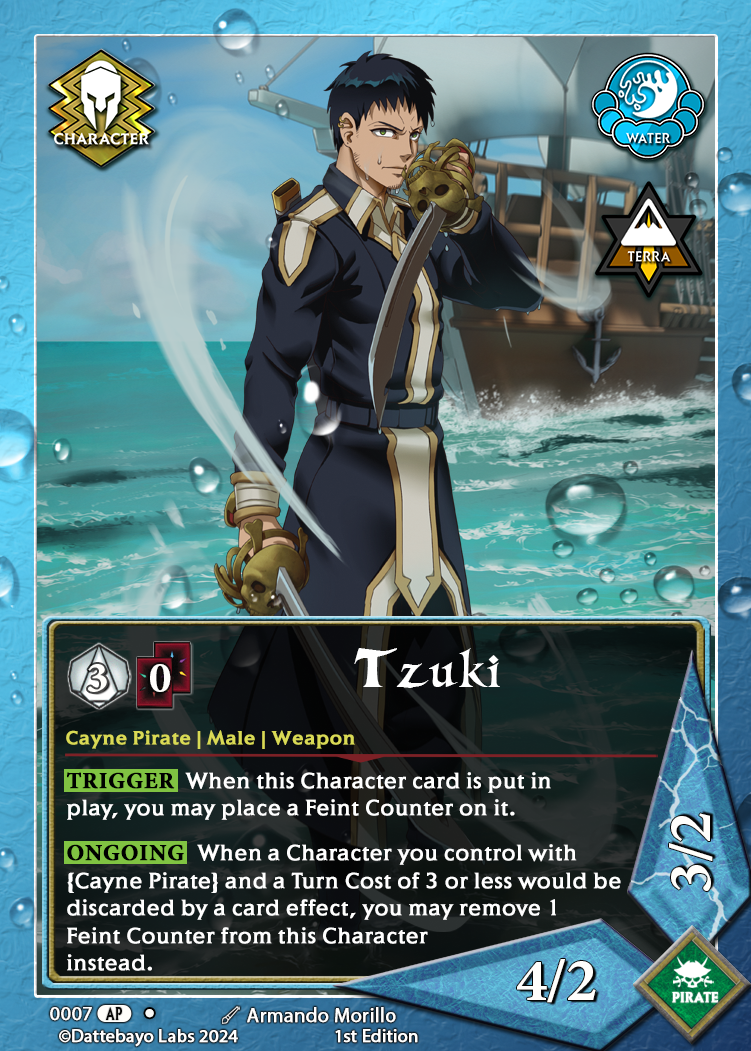 CHARACTER
WATER
TERRA
3
0
Tzuki
Cayne Pirate | Male | Weapon
TRIGGER When this Character card is put in
play, you may place a Feint Counter on it.
ONGOING When a Character you control with
{Cayne Pirate} and a Turn Cost of 3 or less would be
discarded by a card effect, you may remove 1
Feint Counter from this Character
instead.
3/2
4/2
PIRATE
0007 AP Armando Morillo
©Dattebayo Labs 2024 1st Edition